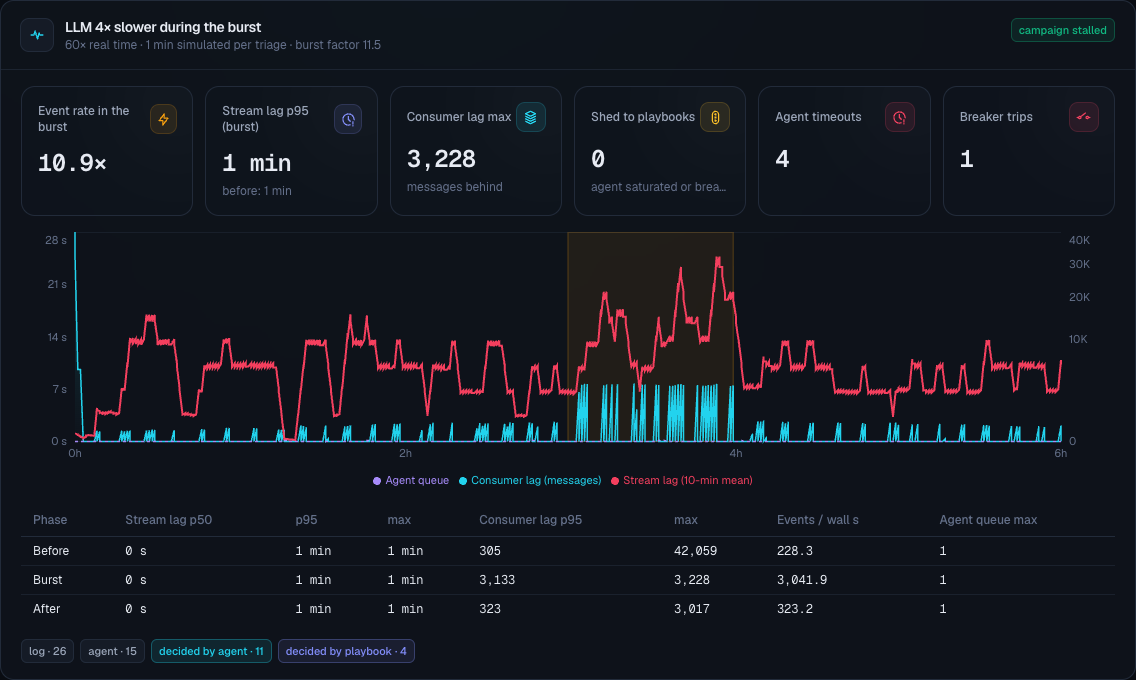 LLM 4× slower during the burst
60× real time · 1 min simulated per triage · burst factor 11.5
campaign stalled
Event rate in the burst
10.9×
Stream lag p95 (burst)
1 min
before: 1 min
Consumer lag max
3,228
messages behind
Shed to playbooks
0
agent saturated or brea…
Agent timeouts
4
Breaker trips
1
28 s
21 s
14 s
7 s
0 s
40K
30K
20K
10K
0
0h
2h
4h
6h
Agent queue
Consumer lag (messages)
Stream lag (10-min mean)
Phase Stream lag p50 p95 max Consumer lag p95 max Events / wall s Agent queue max
Before 0 s 1 min 1 min 305 42,059 228.3 1
Burst 0 s 1 min 1 min 3,133 3,228 3,041.9 1
After 0 s 1 min 1 min 323 3,017 323.2 1
log · 26
agent · 15
decided by agent · 11
decided by playbook · 4